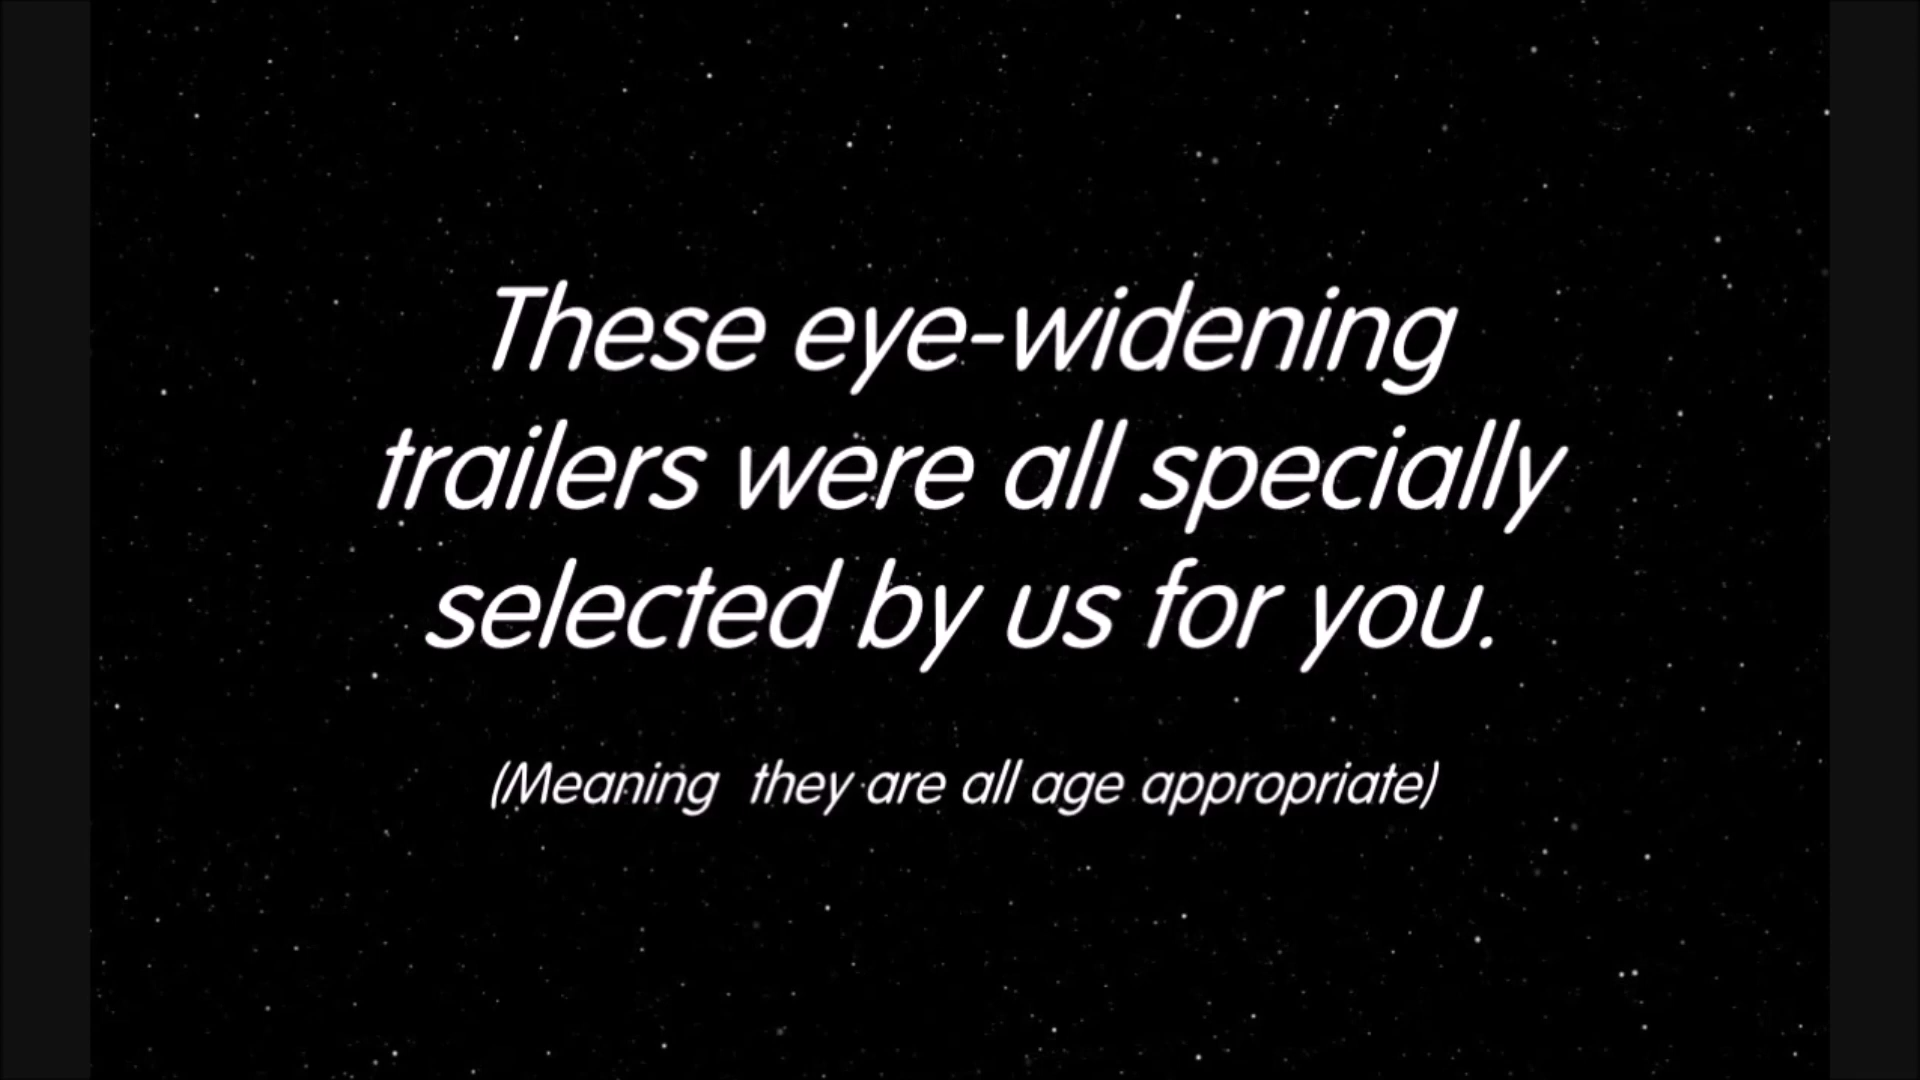 These eye-widening
trailers were all specially
selected by us for you.
(Meaning  they are all age appropriate)